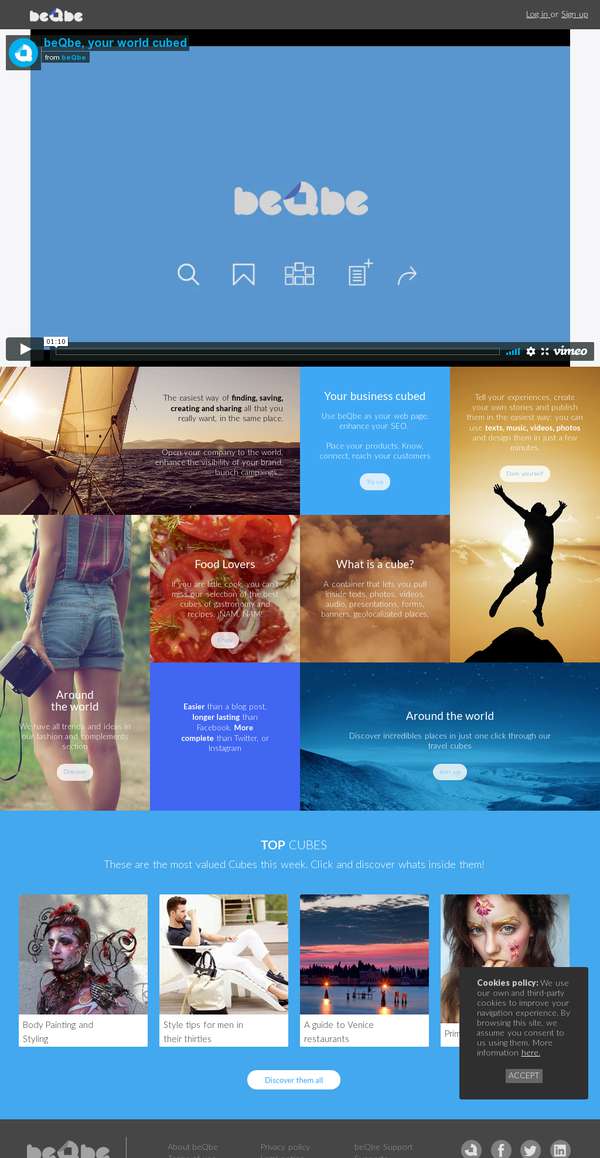 beQbe
Log in or Sign up
beQbe, your world cubed
from beQbe
beQbe
01:10
vimeo
The easiest way of finding, saving,
creating and sharing all that you
really want, in the same place.
Open your company to the world,
enhance the visibility of your brand,
launch campaings...
Your business cubed
Use beQbe as your web page,
enhance your SEO.
Place your products. Know,
connect, reach your customers
Tell your experiences, create
your own stories and publish
them in the easiest way: you can
use texts, music, videos, photos
and design them in just a few
minutes.
Food Lovers
If you are little cook, you can't
miss our selection of the best
cubes of gastronomy and
recipes. ¡ÑAM, ÑAM!
What is a cube?
A container that lets you pull
inside texts, photos, videos,
audio, presentations, forms,
banners, geolocalized places,
Around
the world
We have all trends and ideas in
our fashion and complements
section
Easier than a blog post,
longer lasting than
Facebook. More
complete than Twitter, or
Instagram
Around the world
Discover incredibles places in just one click through our
travel cubes
TOP CUBES
These are the most valued Cubes this week. Click and discover whats inside them!
Body Painting and
Styling
Style tips for men in
their thirties
A guide to Venice
restaurants
Cookies policy: We use
our own and third-party
cookies to improve your
navigation experience. By
browsing this site, we
assume you consent to
us using them. More
information here.
ACCEPT
Discover them all
beQbe
About beQbe
Privacy policy
beQbe Support